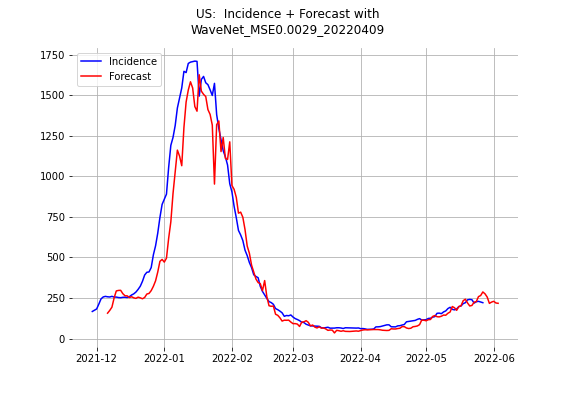 US:  Incidence + Forecast with
WaveNet_MSE0.0029_20220409
Incidence
Forecast
1750
1500
1250
1000
750
500
250
0
2021-12 2022-01 2022-02 2022-03 2022-04 2022-05 2022-06